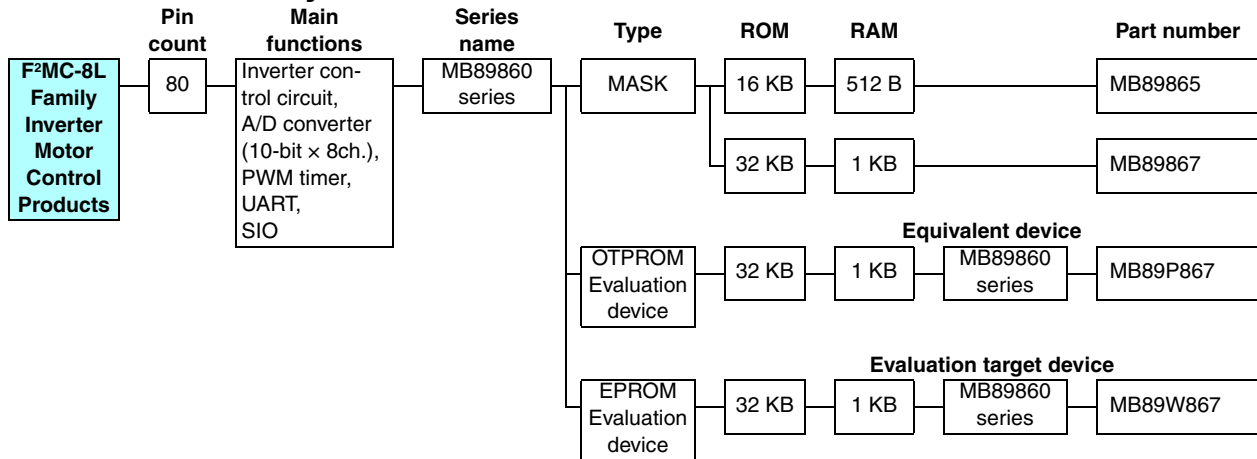 Pin count
Main functions
Series name
Type
ROM
RAM
Part number
F²MC-8L
Family
Inverter
Motor
Control
Products
80
Inverter con-
trol circuit,
A/D converter
(10-bit × 8ch.),
PWM timer,
UART,
SIO
MB89860
series
MASK
16 KB
512 B
MB89865
32 KB
1 KB
MB89867
Equivalent device
OTPROM
Evaluation
device
32 KB
1 KB
MB89860
series
MB89P867
Evaluation target device
EPROM
Evaluation
device
32 KB
1 KB
MB89860
series
MB89W867